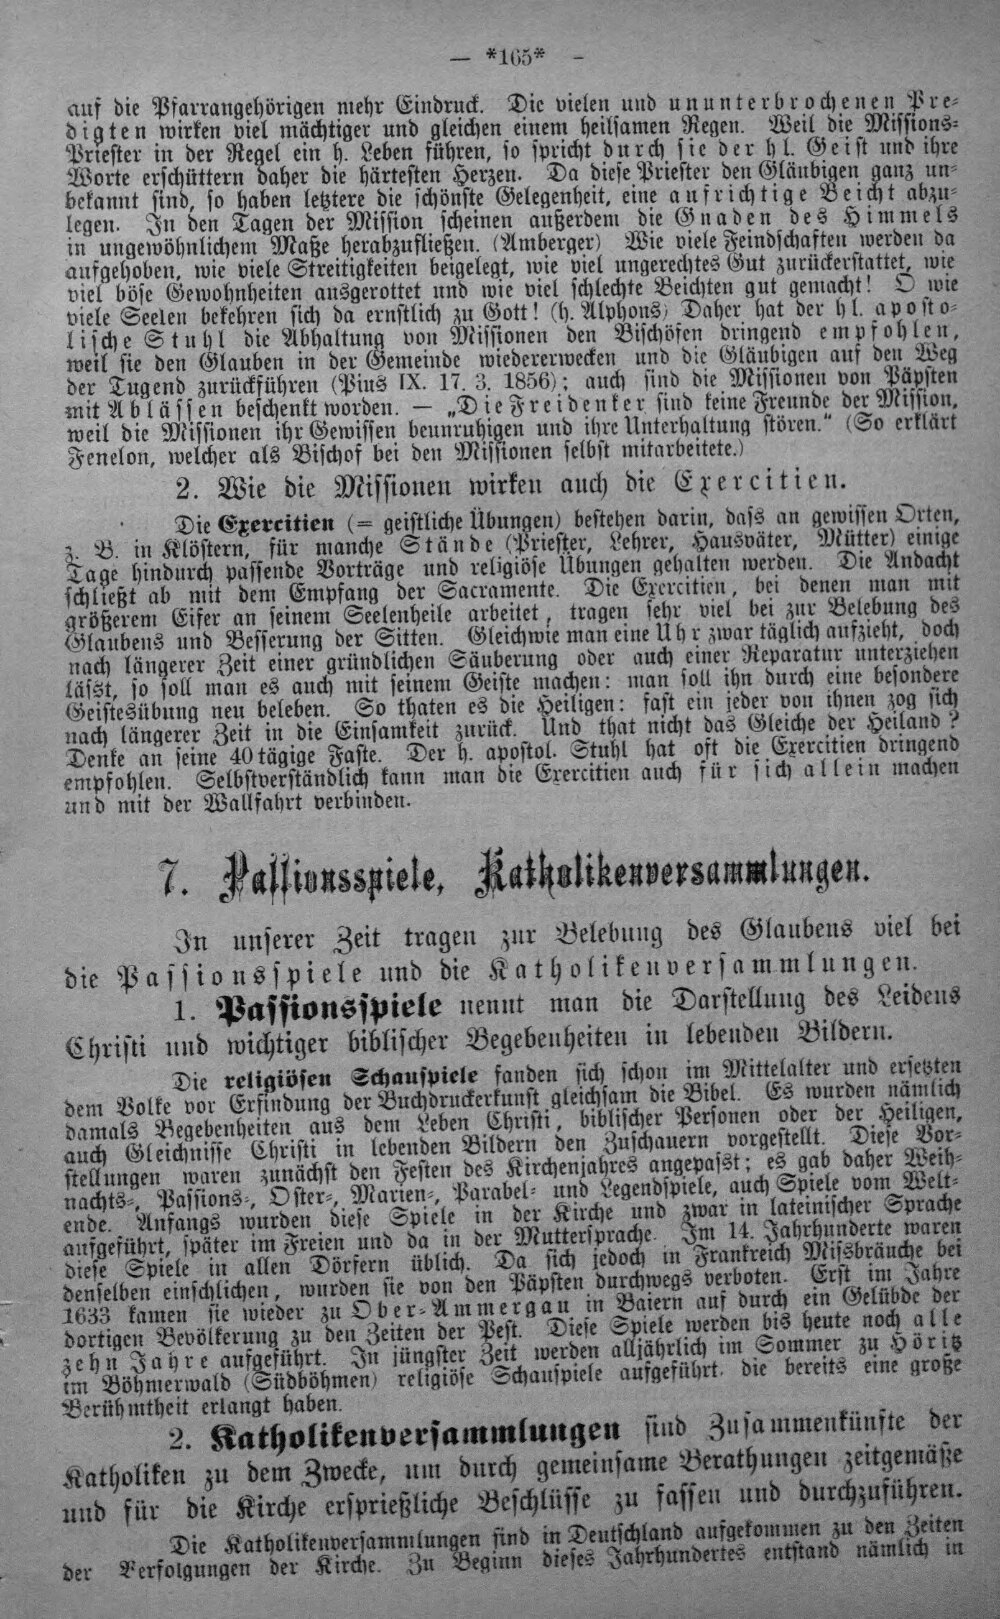 — *165* –
auf die Pfarrangehörigen mehr Eindruck. Die vielen und ununterbrochenen Pre-
digten wirken viel mächtiger und gleichen einem heilsamen Regen. Weil die Missions-
Priester in der Regel ein h. Leben führen, so spricht durch sie der hl. Geist und ihre
Worte erschüttern daher die härtesten Herzen. Da diese Priester den Gläubigen ganz un-
bekannt sind, so haben letztere die schönste Gelegenheit, eine aufrichtige Beicht abzu-
legen. In den Tagen der Mission scheinen außerdem die Gnaden des Himmels
in ungewöhnlichem Maße herabzufließen. (Amberger) Wie viele Feindschaften werden da
aufgehoben, wie viele Streitigkeiten beigelegt, wie viel ungerechtes Gut zurückerstattet, wie
viel böse Gewohnheiten ausgerottet und wie viel schlechte Beichten gut gemacht! O wie
viele Seelen bekehren sich da ernstlich zu Gott! (h. Alphons) Daher hat der hl. aposto-
lische Stuhl die Abhaltung von Missionen den Bischöfen dringend empfohlen,
weil sie den Glauben in der Gemeinde wiedererwecken und die Gläubigen auf den Weg
der Tugend zurückführen (Pius IX. 17. 3. 1856); auch sind die Missionen von Päpsten
mit Ablässen beschenkt worden. — „Die Freidenker sind keine Freunde der Mission,
weil die Missionen ihr Gewissen beunruhigen und ihre Unterhaltung stören.“ (So erklärt
Fenelon, welcher als Bischof bei den Missionen selbst mitarbeitete.)
2. Wie die Missionen wirken auch die Exercitien.
Die Exercitien (= geistliche Übungen) bestehen darin, dass an gewissen Orten,
z. B. in Klöstern, für manche Stände (Priester, Lehrer, Hausväter, Mütter) einige
Tage hindurch passende Vorträge und religiöse Übungen gehalten werden. Die Andacht
schließt ab mit dem Empfang der Sacramente. Die Exercitien, bei denen man mit
größerem Eifer an seinem Seelenheile arbeitet, tragen sehr viel bei zur Belebung des
Glaubens und Besserung der Sitten. Gleichwie man eine Uhr zwar täglich aufzieht, doch
nach längerer Zeit einer gründlichen Säuberung oder auch einer Reparatur unterziehen
lässt, so soll man es auch mit seinem Geiste machen: man soll ihn durch eine besondere
Geistesübung neu beleben. So thaten es die Heiligen: fast ein jeder von ihnen zog sich
nach längerer Zeit in die Einsamkeit zurück. Und that nicht das Gleiche der Heiland?
Denke an seine 40 tägige Faste. Der h. apostol. Stuhl hat oft die Exercitien dringend
empfohlen. Selbstverständlich kann man die Exercitien auch für sich allein machen
und mit der Wallfahrt verbinden.
7. Passionsspiele, Katholikenversammlungen.
In unserer Zeit tragen zur Belebung des Glaubens viel bei
die Passionsspiele und die Katholikenversammlungen.
1. Passionsspiele nennt man die Darstellung des Leidens
Christi und wichtiger biblischer Begebenheiten in lebenden Bildern.
Die religiösen Schauspiele fanden sich schon im Mittelalter und ersetzten
dem Volke vor Erfindung der Buchdruckerkunst gleichsam die Bibel. Es wurden nämlich
damals Begebenheiten aus dem Leben Christi, biblischer Personen oder der Heiligen,
auch Gleichnisse Christi in lebenden Bildern den Zuschauern vorgestellt. Diese Vor-
stellungen waren zunächst den Festen des Kirchenjahres angepasst; es gab daher Weih-
nachts-, Passions-, Oster-, Marien-, Parabel- und Legendspiele, auch Spiele vom Welt-
ende. Anfangs wurden diese Spiele in der Kirche und zwar in lateinischer Sprache
aufgeführt, später im Freien und da in der Muttersprache. Im 14. Jahrhunderte waren
diese Spiele in allen Dörfern üblich. Da sich jedoch in Frankreich Missbräuche bei
denselben einschlichen, wurden sie von den Päpsten durchwegs verboten. Erst im Jahre
1633 kamen sie wieder zu Ober-Ammergau in Baiern auf durch ein Gelübde der
dortigen Bevölkerung zu den Zeiten der Pest. Diese Spiele werden bis heute noch alle
zehn Jahre aufgeführt. In jüngster Zeit werden alljährlich im Sommer zu Höritz
im Böhmerwald (Südböhmen) religiöse Schauspiele aufgeführt, die bereits eine große
Berühmtheit erlangt haben.
2. Katholikenversammlungen sind Zusammenkünfte der
Katholiken zu dem Zwecke, um durch gemeinsame Berathungen zeitgemäße
und für die Kirche ersprießliche Beschlüsse zu fassen und durchzuführen.
Die Katholikenversammlungen sind in Deutschland aufgekommen zu den Zeiten
der Verfolgungen der Kirche. Zu Beginn dieses Jahrhundertes entstand nämlich in